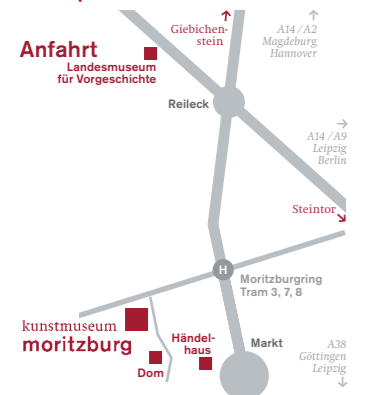 Giebichen-
stein
A14 / A2
Magdeburg
Hannover
Anfahrt
Landesmuseum
für Vorgeschichte
Reileck
A14 / A9
Leipzig
Berlin
Steintor
H
Moritzburgring
Tram 3, 7, 8
kunstmuseum
moritzburg
Händel-
haus
Dom
Markt
A38
Göttingen
Leipzig